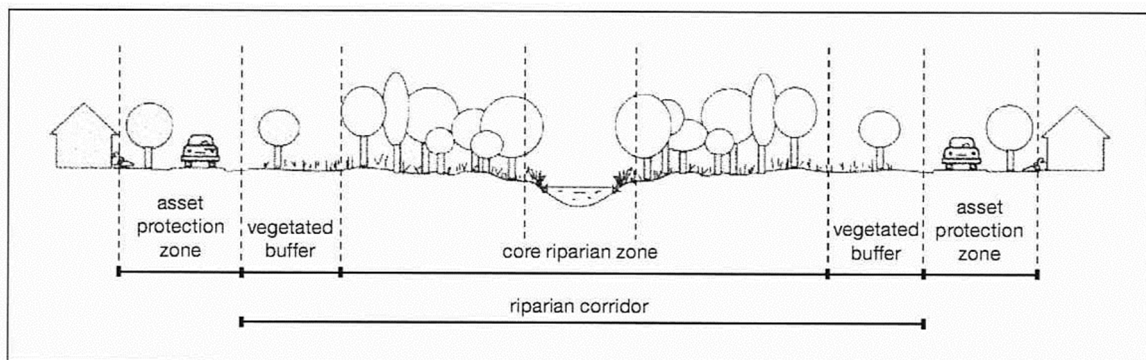 asset
protection
zone
vegetated
buffer
core riparian zone
vegetated
buffer
asset
protection
zone
riparian corridor